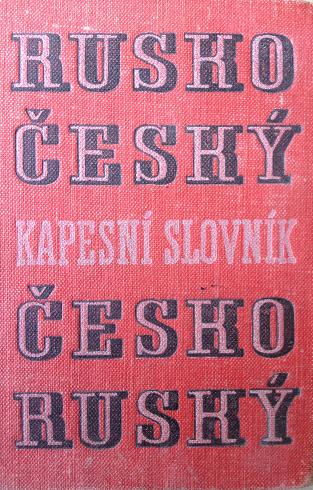 RUSKO
ČESKÝ
KAPESNÍ SLOVNÍK
ČESKO
RUSKÝ